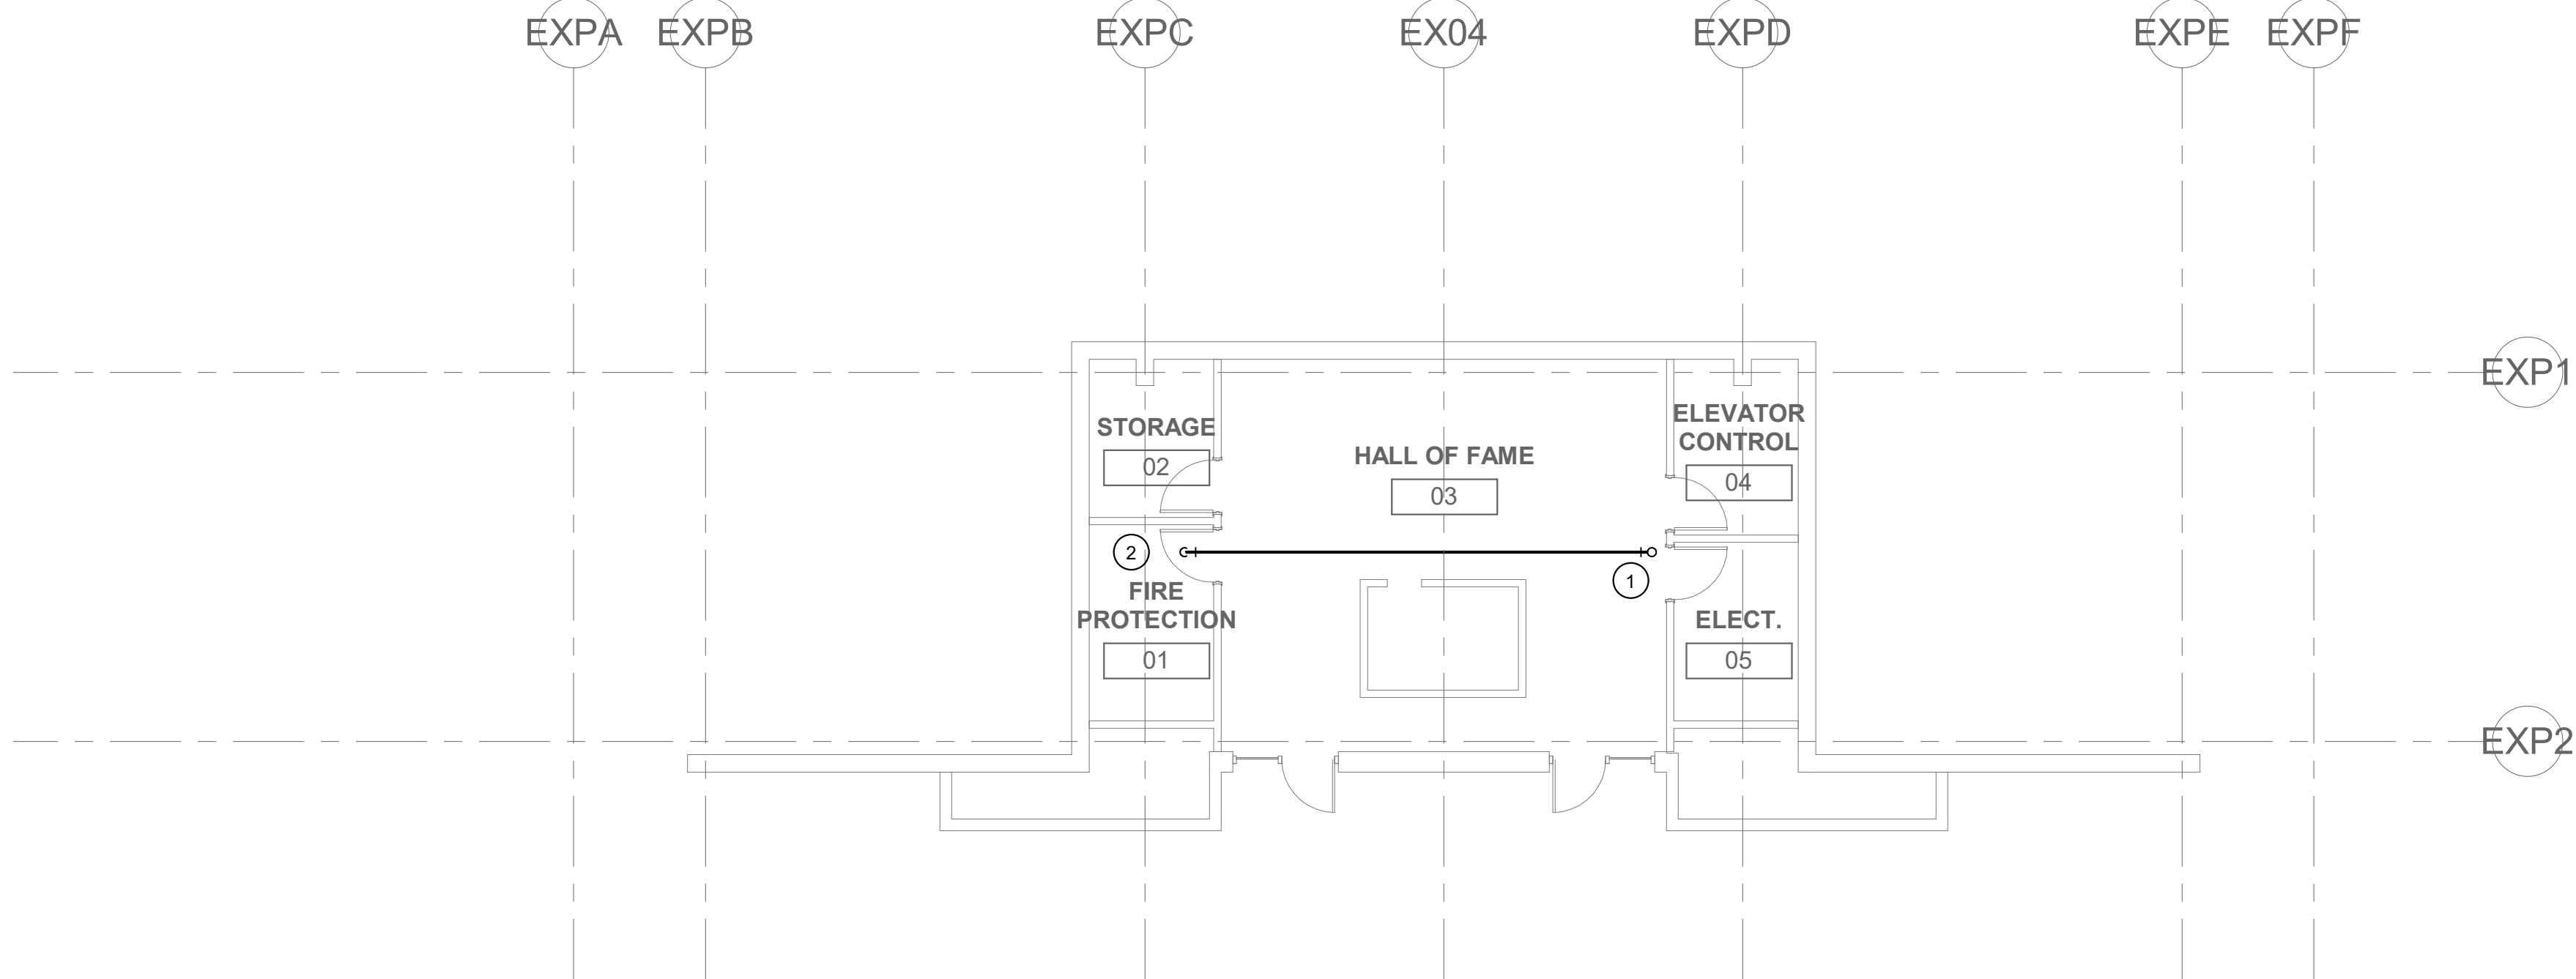 EXPA EXPB EXPC EX04 EXPD EXPE EXPF
EXP1
STORAGE
02
HALL OF FAME
03
ELEVATOR
CONTROL
04
2
1
FIRE
PROTECTION
01
ELECT.
05
EXP2